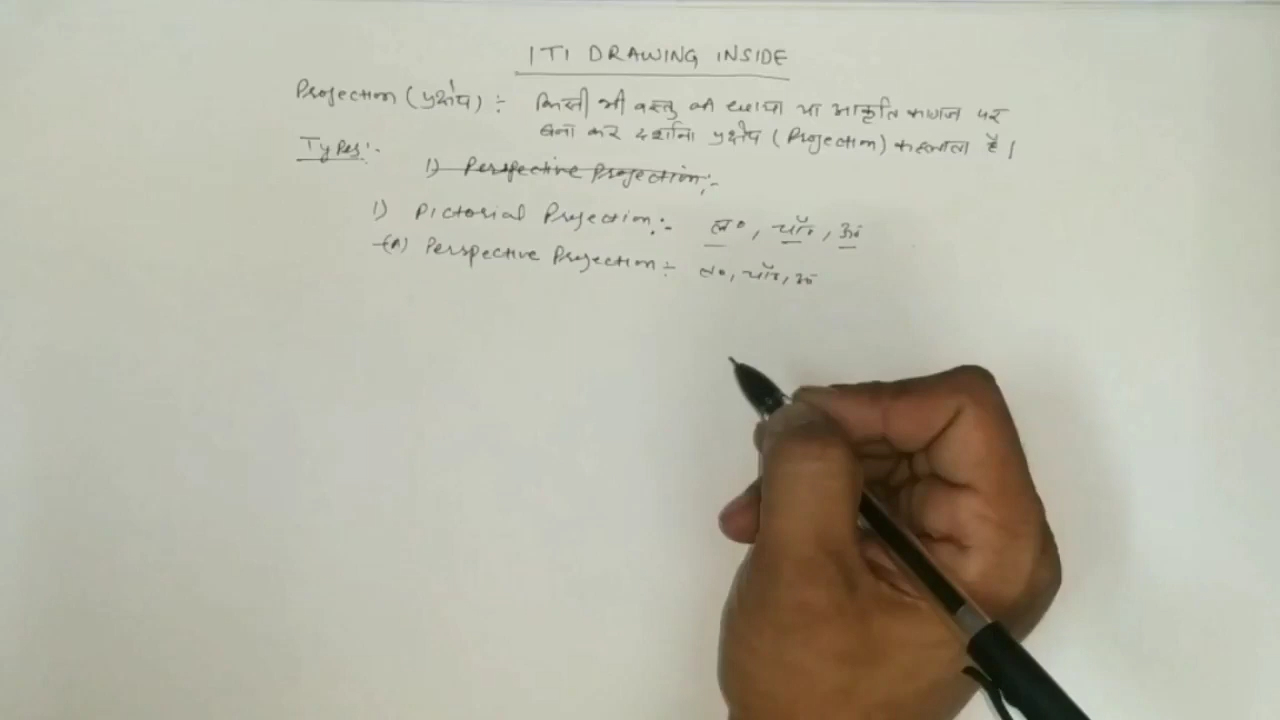 ITI DRAWING INSIDE
Projection (प्रक्षेप) :- किसी भी वस्तु की छाया या आकृति कागज पर
बना कर दर्शाना प्रक्षेप (Projection) कहलाता है।
Types:-
1) Perspective Projection:-
1) Pictorial Projection:- ल०, चौ०, ऊं०
(A) Perspective Projection :- ल०, चौ०, ऊं०